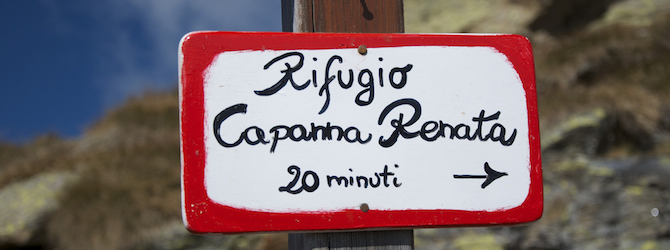 Rifugio
Capanna Renata
20 minuti →